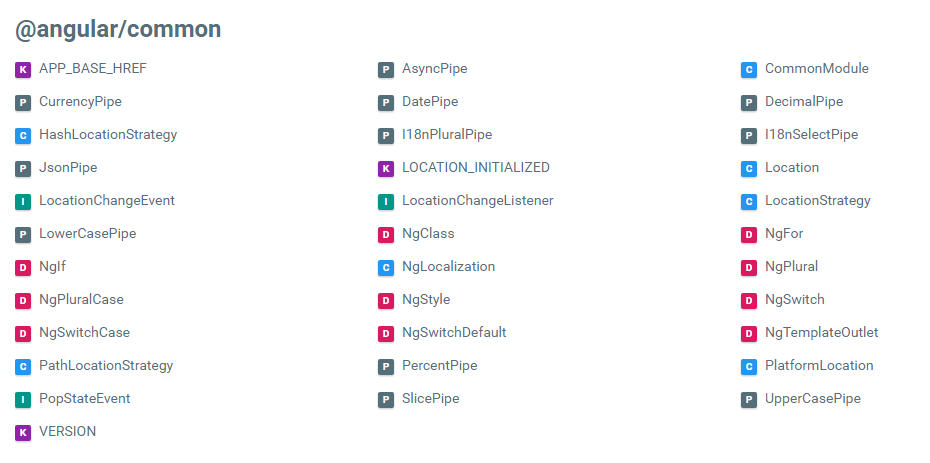 @angular/common
K APP_BASE_HREF P AsyncPipe C CommonModule
P CurrencyPipe P DatePipe P DecimalPipe
C HashLocationStrategy P I18nPluralPipe P I18nSelectPipe
P JsonPipe K LOCATION_INITIALIZED C Location
I LocationChangeEvent I LocationChangeListener C LocationStrategy
P LowerCasePipe D NgClass D NgFor
D NgIf C NgLocalization D NgPlural
D NgPluralCase D NgStyle D NgSwitch
D NgSwitchCase D NgSwitchDefault D NgTemplateOutlet
C PathLocationStrategy P PercentPipe C PlatformLocation
I PopStateEvent P SlicePipe P UpperCasePipe
K VERSION